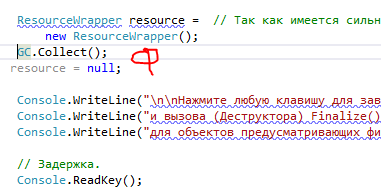 ResourceWrapper resource =  // Так как имеется сильн
new ResourceWrapper();
GC.Collect();
resource = null;
Console.WriteLine("\n\nНажмите любую клавишу для зав
Console.WriteLine("и вызова (Деструктора) Finalize()
Console.WriteLine("для объектов предусматривающих фи
// Задержка.
Console.ReadKey();